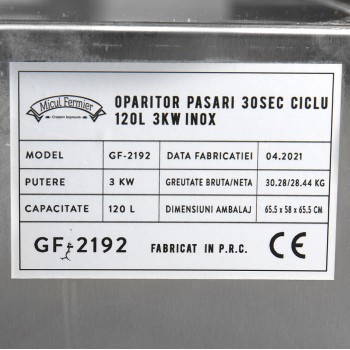 Micul Fermier
Creștem împreună
OPARITOR PASARI 30SEC CICLU
120L 3KW INOX
MODEL GF-2192 DATA FABRICATIEI 04.2021
PUTERE 3 KW GREUTATE BRUTA/NETA 30.28/28.44 KG
CAPACITATE 120 L DIMENSIUNI AMBALAJ 65.5 x 58 x 65,5 CM
GF-2192 FABRICAT IN P.R.C. CE